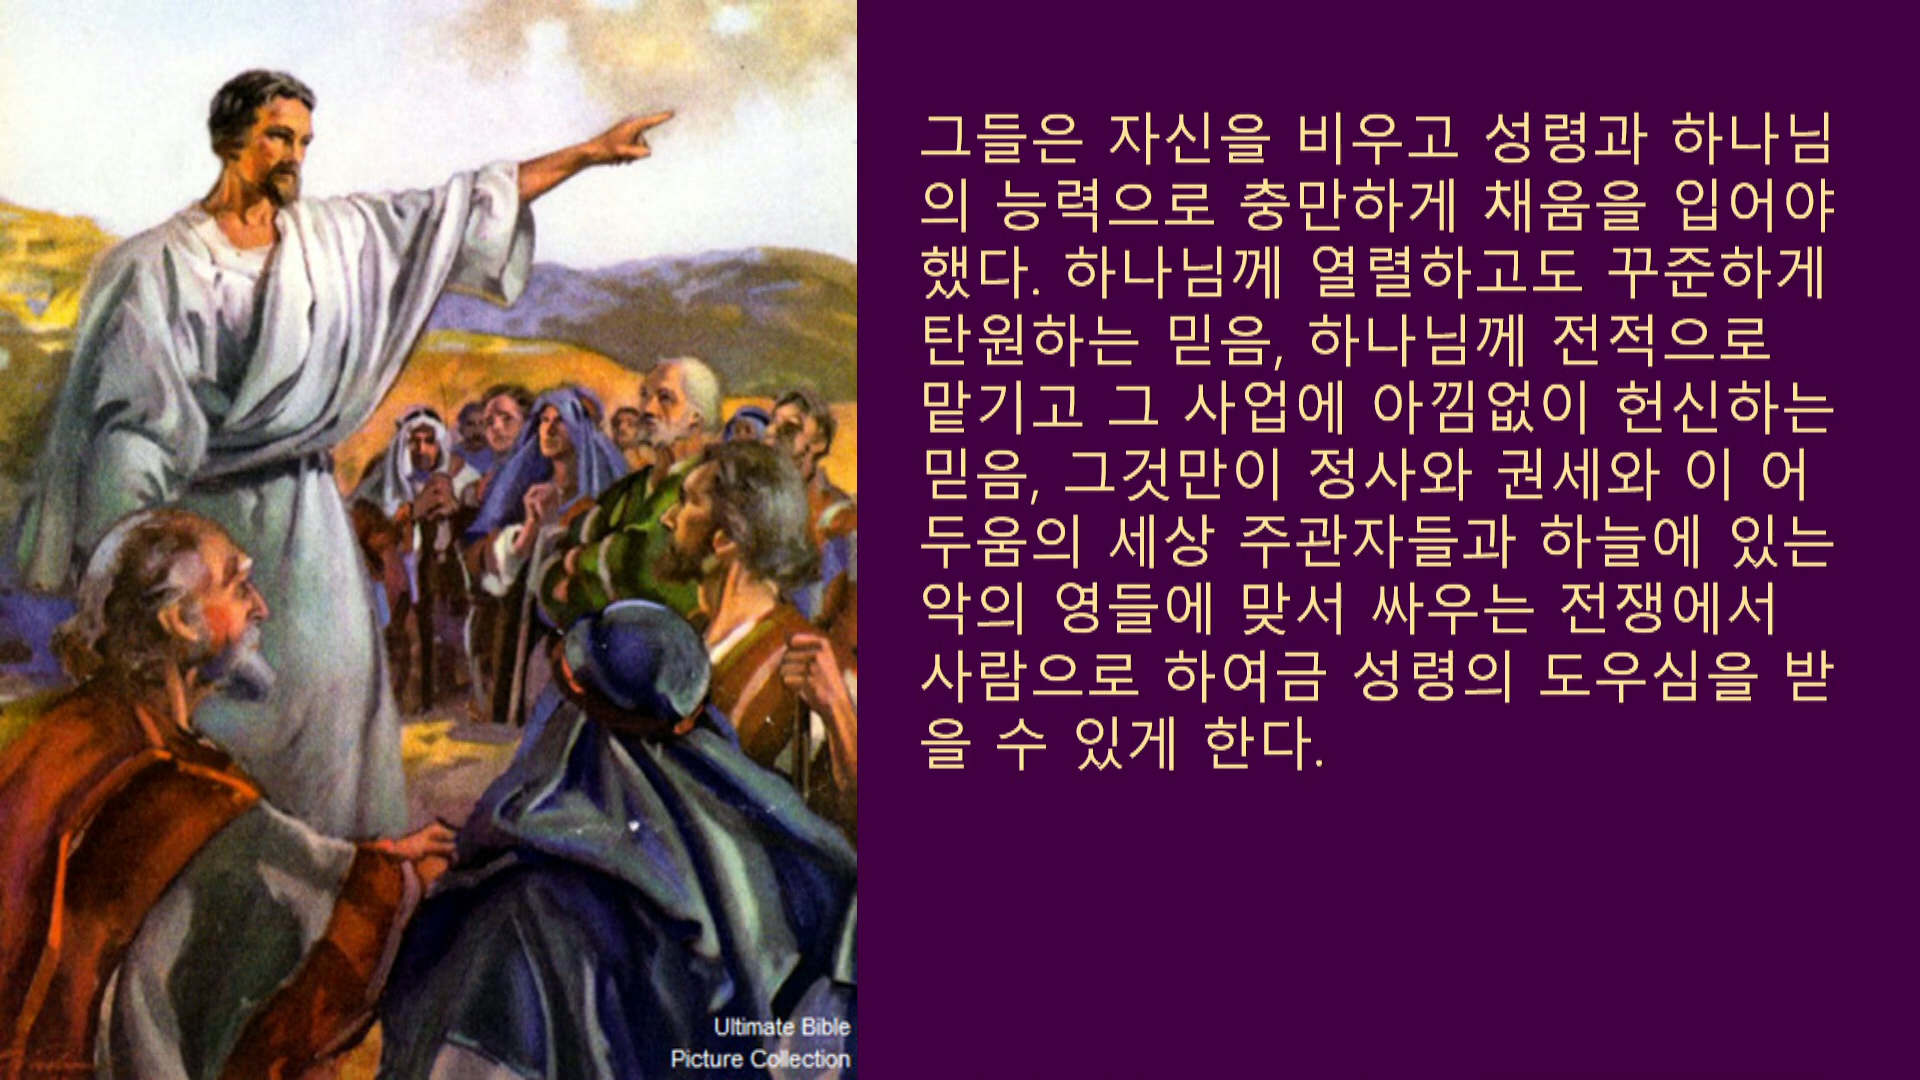 그들은 자신을 비우고 성령과 하나님
의 능력으로 충만하게 채움을 입어야
했다. 하나님께 열렬하고도 꾸준하게
탄원하는 믿음, 하나님께 전적으로
맡기고 그 사업에 아낌없이 헌신하는
믿음, 그것만이 정사와 권세와 이 어
두움의 세상 주관자들과 하늘에 있는
악의 영들에 맞서 싸우는 전쟁에서
사람으로 하여금 성령의 도우심을 받
을 수 있게 한다.
Ultimate Bible
Picture Collection